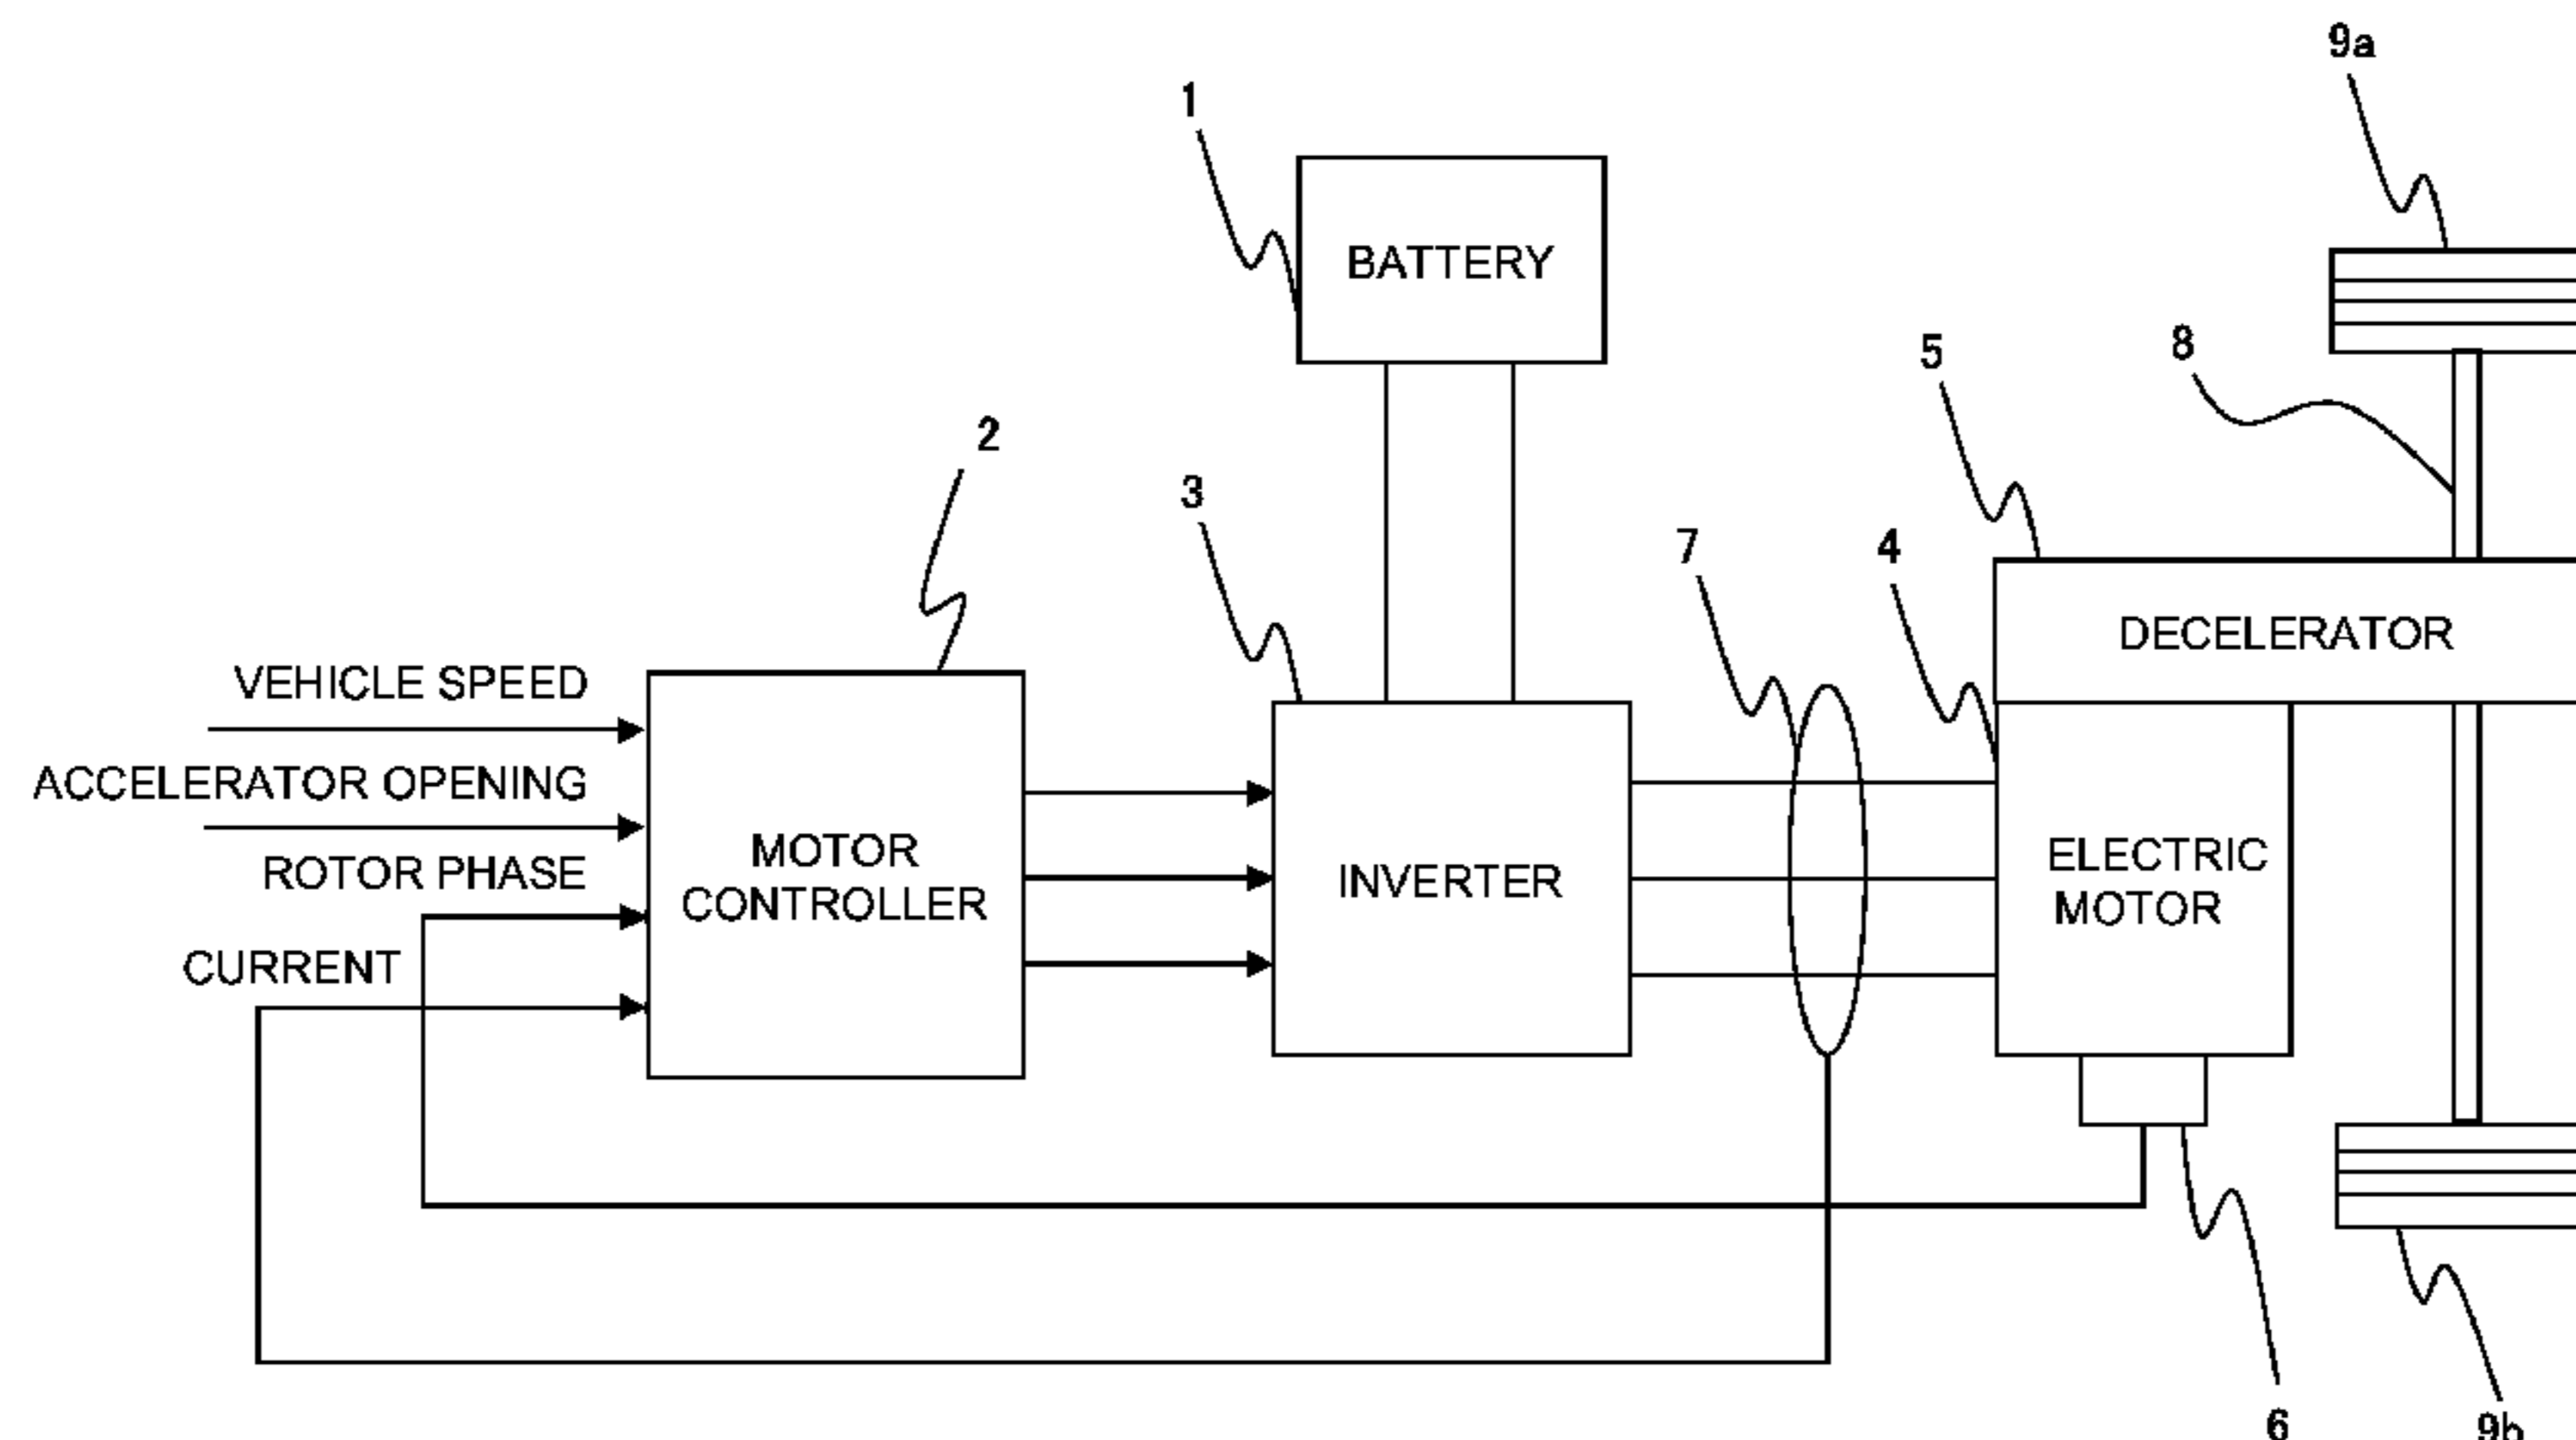 9a
1
BATTERY
5
8
2
3
7
4
DECELERATOR
VEHICLE SPEED
ACCELERATOR OPENING
ROTOR PHASE
CURRENT
MOTOR
CONTROLLER
INVERTER
ELECTRIC
MOTOR
6
9b